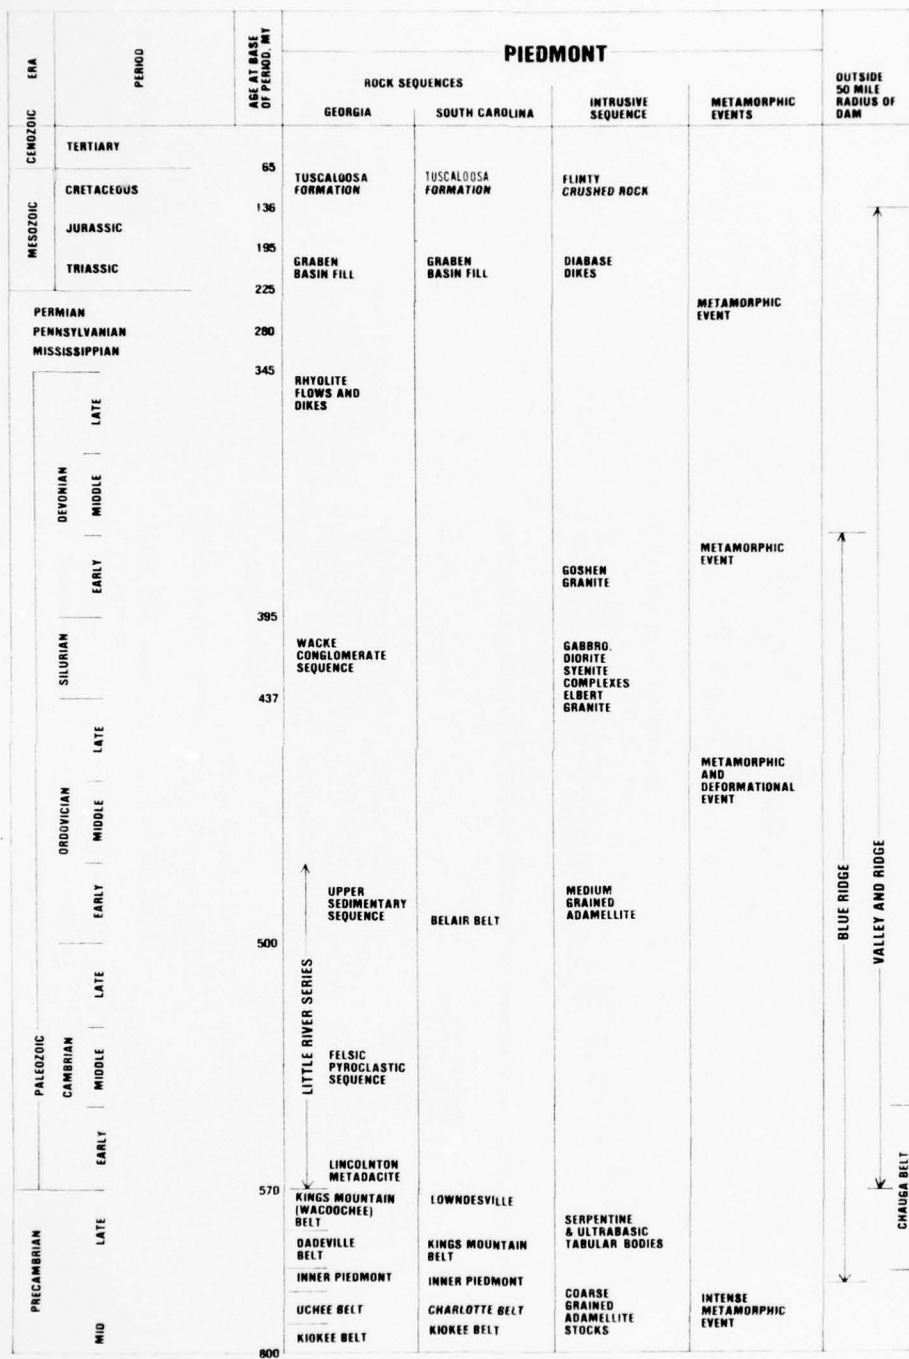 PIEDMONT
ERA
PERIOD
AGE AT BASE
OF PERIOD, MY
ROCK SEQUENCES
GEORGIA
SOUTH CAROLINA
INTRUSIVE
SEQUENCE
METAMORPHIC
EVENTS
OUTSIDE
50 MILE
RADIUS OF
DAM
CENOZOIC
TERTIARY
65
MESOZOIC
CRETACEOUS
TUSCALOOSA
FORMATION
TUSCALOOSA
FORMATION
FLINTY
CRUSHED ROCK
136
JURASSIC
195
TRIASSIC
GRABEN
BASIN FILL
GRABEN
BASIN FILL
DIABASE
DIKES
225
PERMIAN
METAMORPHIC
EVENT
PENNSYLVANIAN
280
MISSISSIPPIAN
345
PALEOZOIC
DEVONIAN
LATE
RHYOLITE
FLOWS AND
DIKES
MIDDLE
EARLY
METAMORPHIC
EVENT
GOSHEN
GRANITE
395
SILURIAN
WACKE
CONGLOMERATE
SEQUENCE
GABBRO.
DIORITE
SYENITE
COMPLEXES
ELBERT
GRANITE
437
ORDOVICIAN
LATE
METAMORPHIC
AND
DEFORMATIONAL
EVENT
MIDDLE
EARLY
UPPER
SEDIMENTARY
SEQUENCE
BELAIR BELT
MEDIUM
GRAINED
ADAMELLITE
BLUE RIDGE
VALLEY AND RIDGE
500
CAMBRIAN
LATE
LITTLE RIVER SERIES
MIDDLE
FELSIC
PYROCLASTIC
SEQUENCE
EARLY
LINCOLNTON
METADACITE
CHAUGA BELT
570
PRECAMBRIAN
LATE
KINGS MOUNTAIN
(WACOOCHEE)
BELT
LOWNDESVILLE
SERPENTINE
& ULTRABASIC
TABULAR BODIES
DADEVILLE
BELT
KINGS MOUNTAIN
BELT
INNER PIEDMONT
INNER PIEDMONT
MID
UCHEE BELT
CHARLOTTE BELT
COARSE
GRAINED
ADAMELLITE
STOCKS
INTENSE
METAMORPHIC
EVENT
KIOKEE BELT
KIOKEE BELT
800